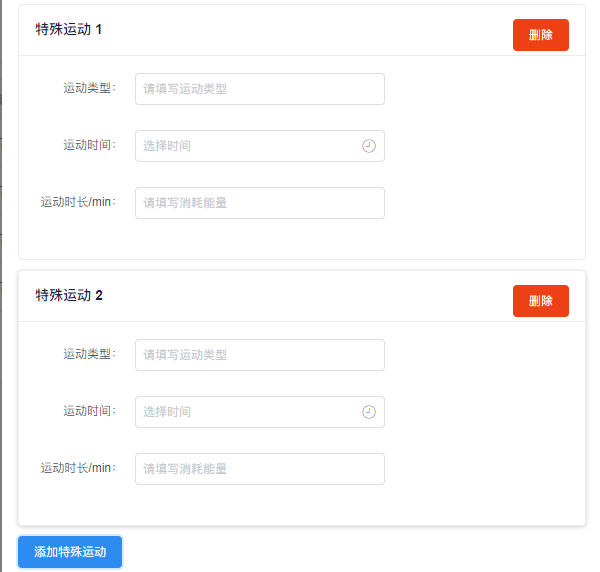 特殊运动 1
删除
运动类型：
请填写运动类型
运动时间：
选择时间
运动时长/min：
请填写消耗能量
特殊运动 2
删除
运动类型：
请填写运动类型
运动时间：
选择时间
运动时长/min：
请填写消耗能量
添加特殊运动